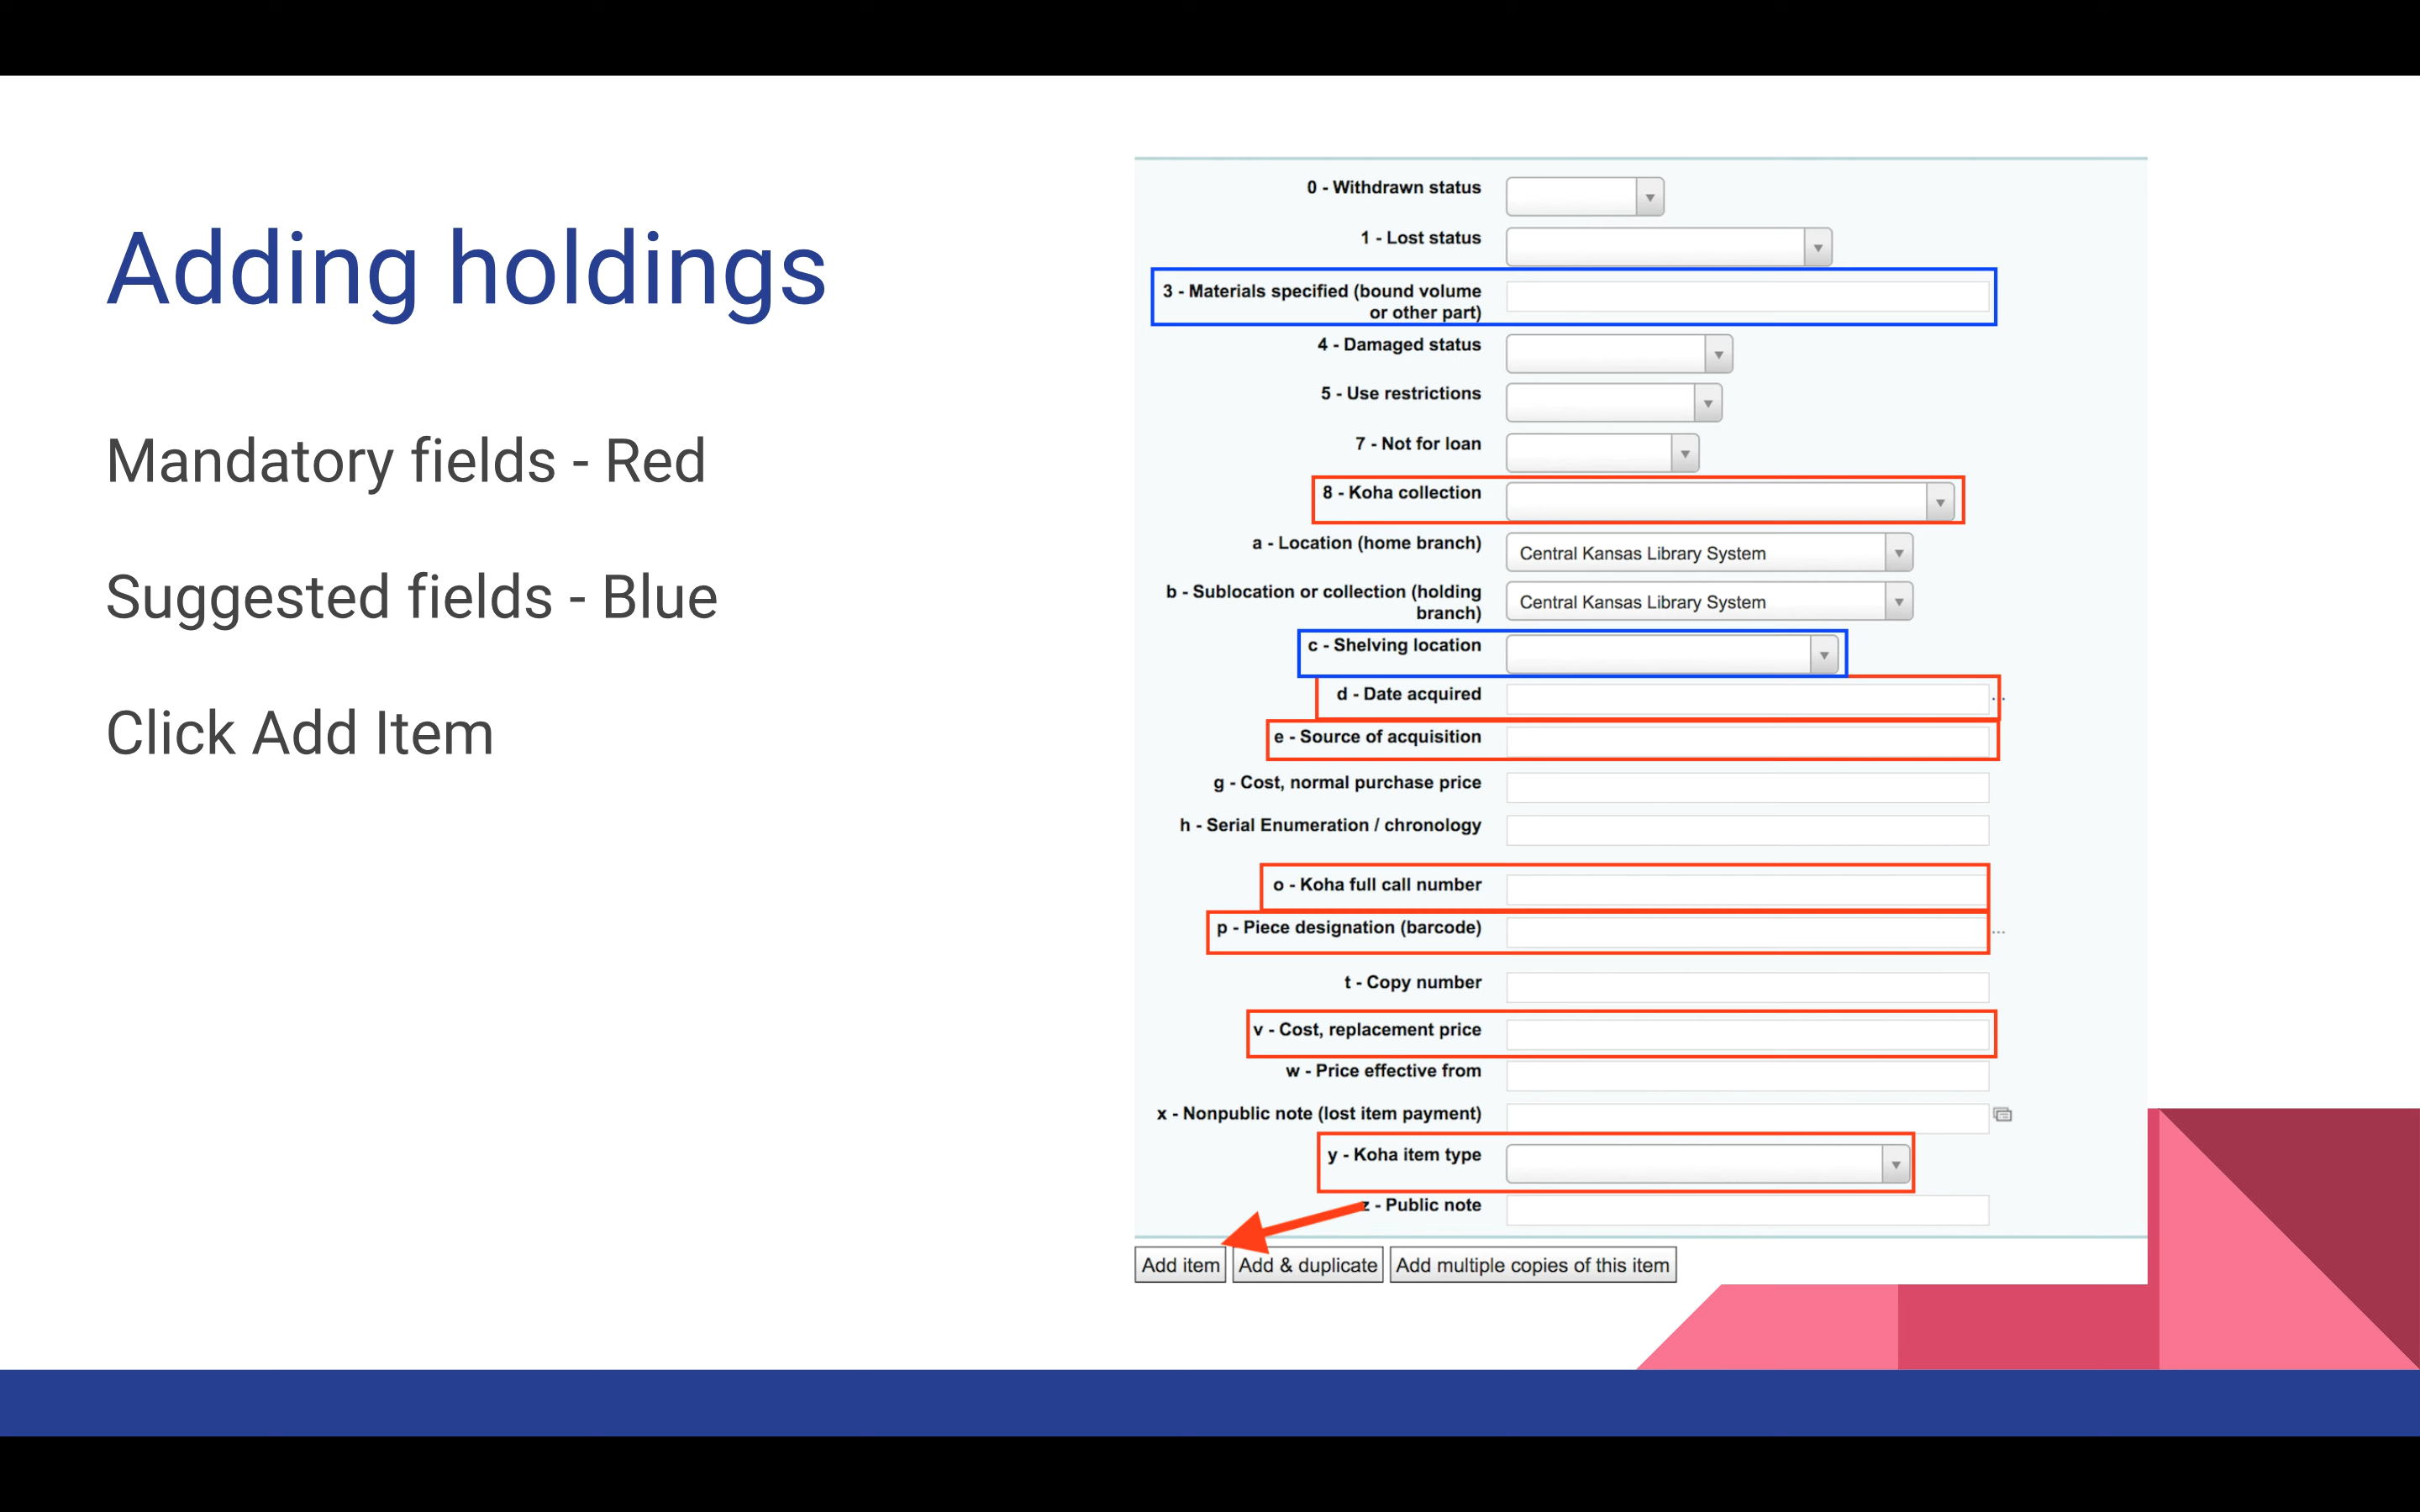 Adding holdings
Mandatory fields - Red
Suggested fields - Blue
Click Add Item
0 - Withdrawn status
1 - Lost status
3 - Materials specified (bound volume
or other part)
4 - Damaged status
5 - Use restrictions
7 - Not for loan
8 - Koha collection
a - Location (home branch) Central Kansas Library System
b - Sublocation or collection (holding Central Kansas Library System
branch)
c - Shelving location
d - Date acquired ...
e - Source of acquisition
g - Cost, normal purchase price
h - Serial Enumeration / chronology
o - Koha full call number
p - Piece designation (barcode) ...
t - Copy number
v - Cost, replacement price
w - Price effective from
x - Nonpublic note (lost item payment)
y - Koha item type
z - Public note
Add item Add & duplicate Add multiple copies of this item